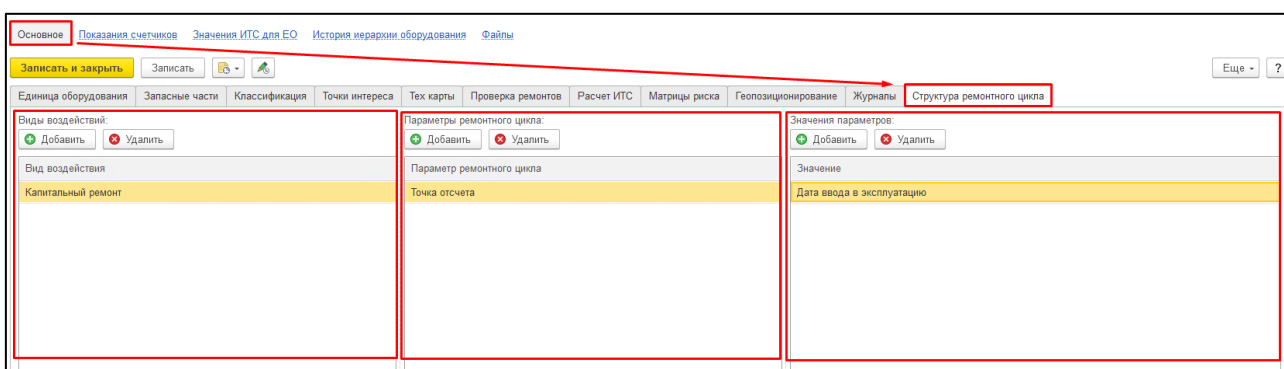 Основное Показания счетчиков Значения ИТС для ЕО История иерархии оборудования Файлы
Записать и закрыть Записать Еще ?
Единица оборудования Запасные части Классификация Точки интереса Тех карты Проверка ремонтов Расчет ИТС Матрицы риска Геопозиционирование Журналы Структура ремонтного цикла
Виды воздействий: Параметры ремонтного цикла: Значения параметров:
Добавить Удалить Добавить Удалить Добавить Удалить
Вид воздействия Параметр ремонтного цикла Значение
Капитальный ремонт Точка отсчета Дата ввода в эксплуатацию